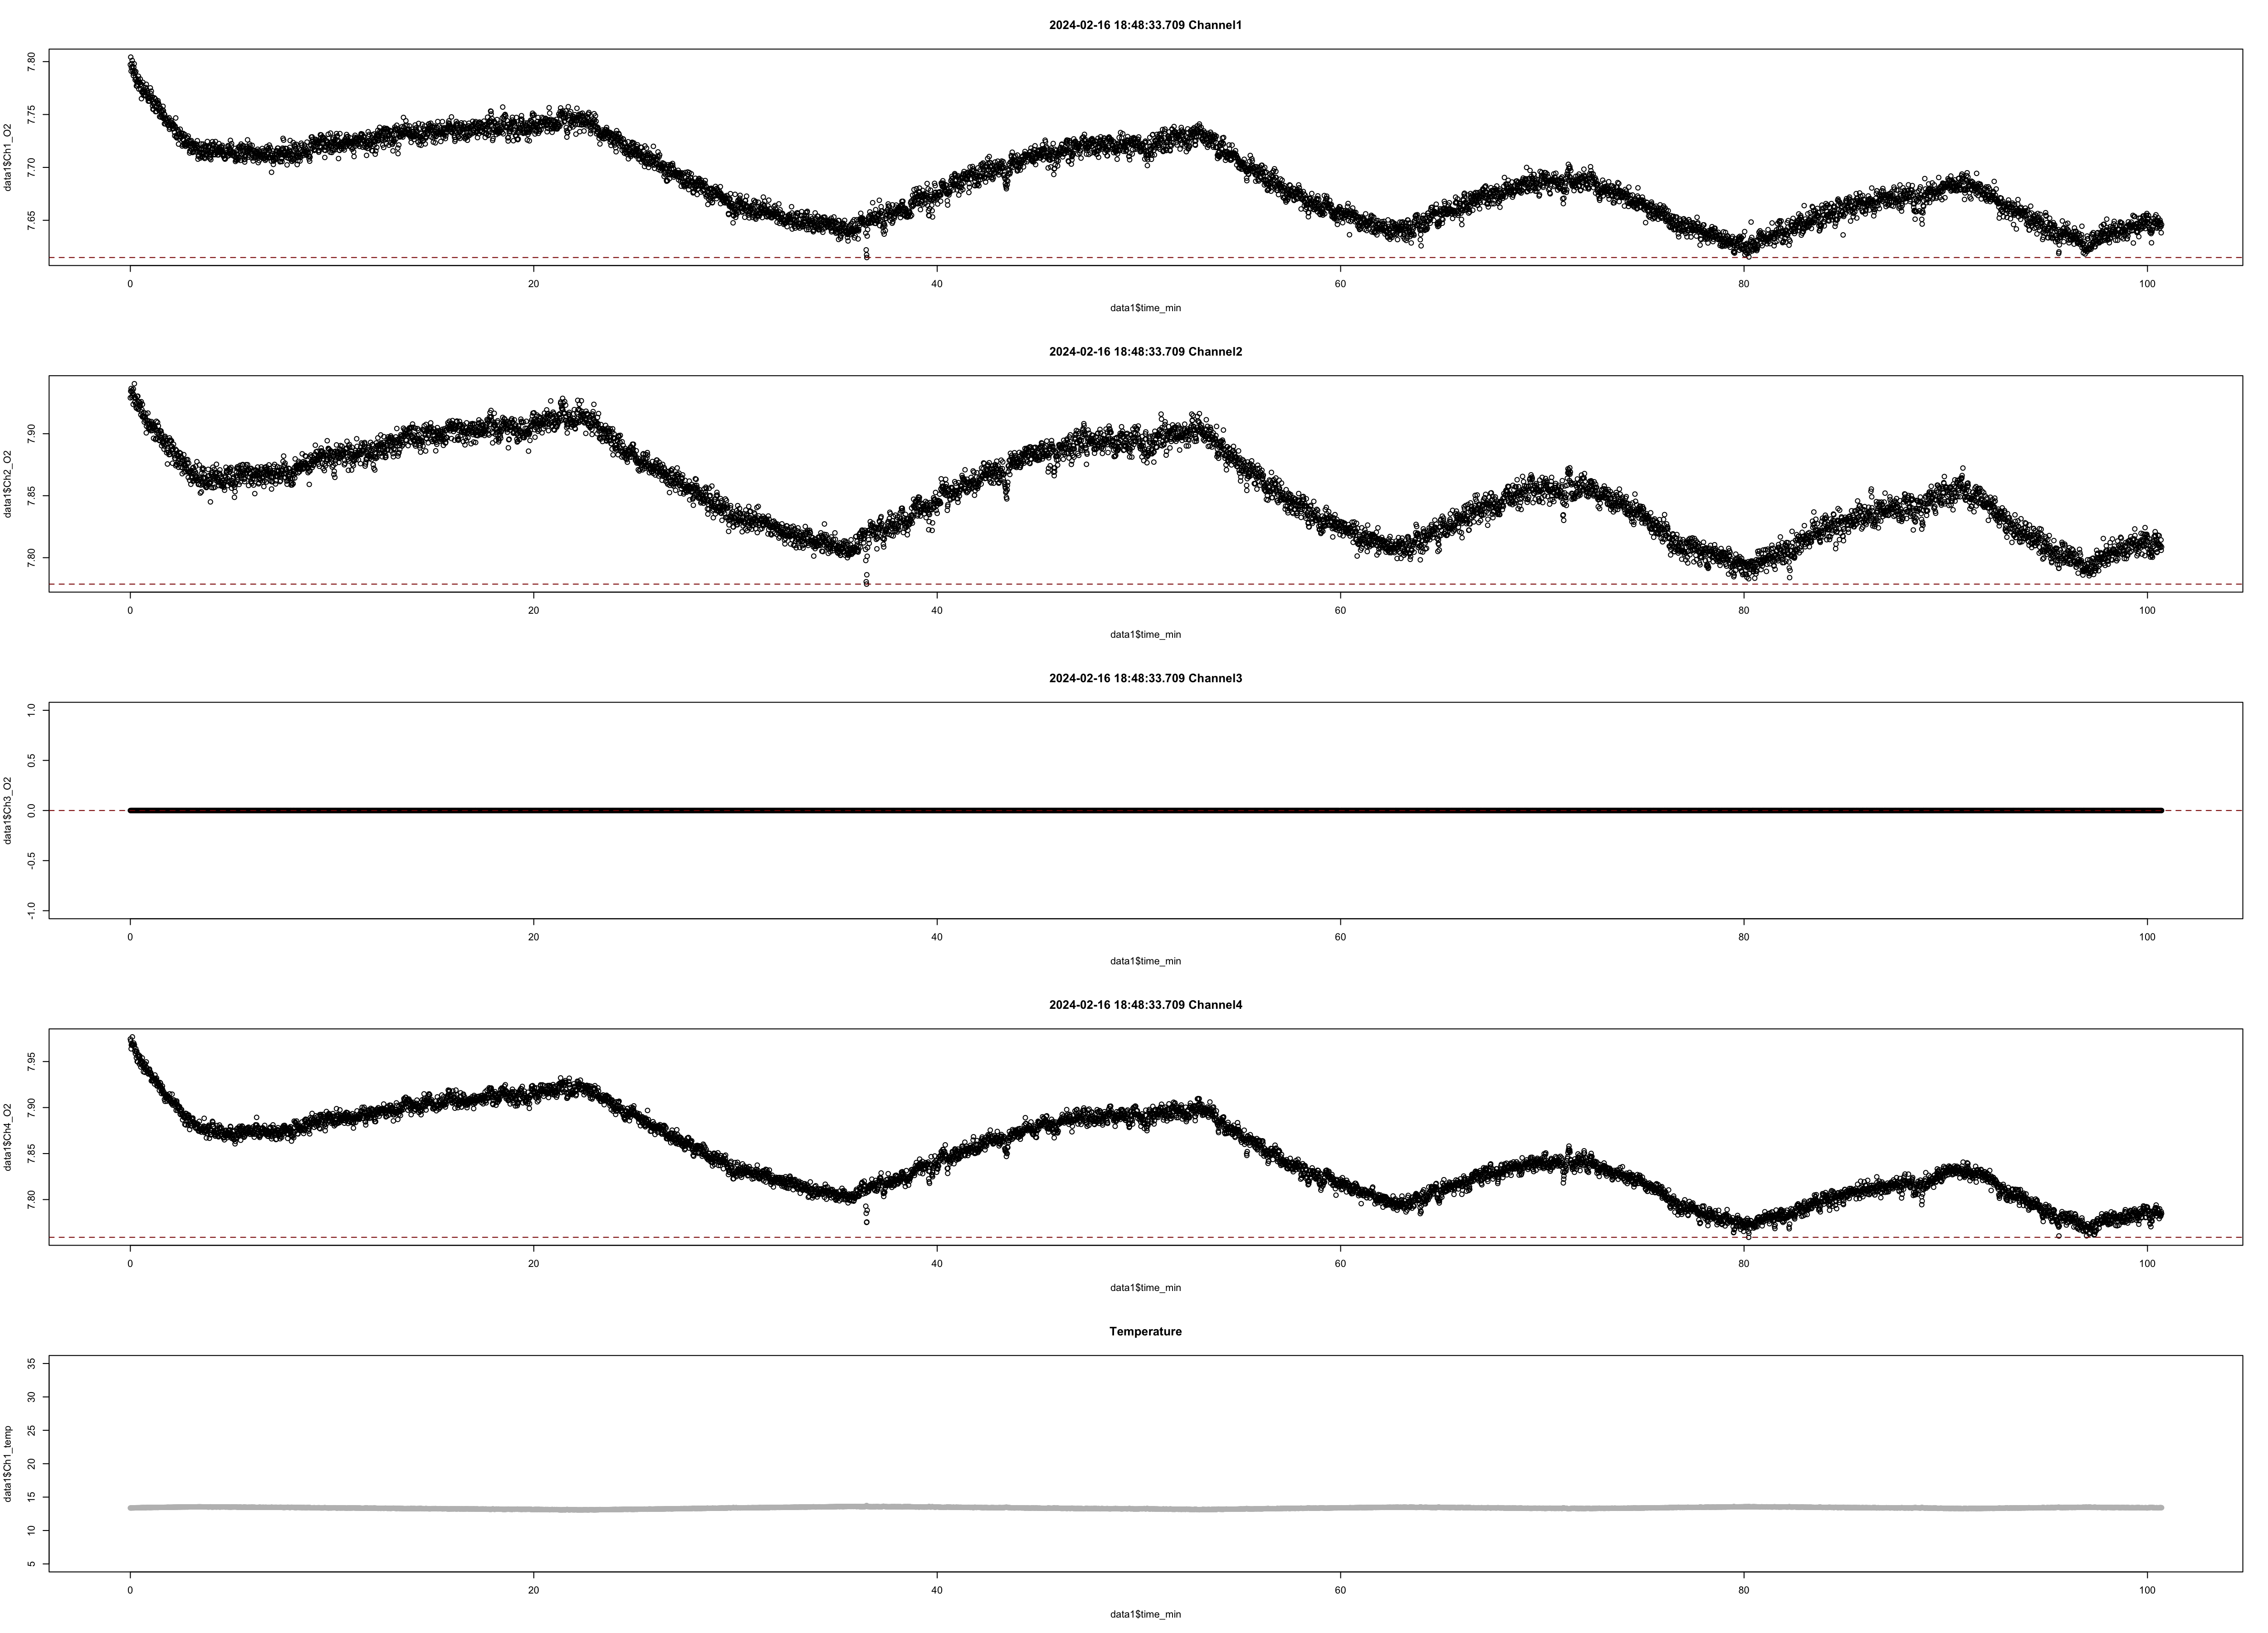 2024-02-16 18:48:33.709 Channel1
data1$Ch1_O2
7.80
7.75
7.70
7.65
0 20 40 60 80 100
data1$time_min
2024-02-16 18:48:33.709 Channel2
data1$Ch2_O2
7.90
7.85
7.80
0 20 40 60 80 100
data1$time_min
2024-02-16 18:48:33.709 Channel3
data1$Ch3_O2
1.0
0.5
0.0
-0.5
-1.0
0 20 40 60 80 100
data1$time_min
2024-02-16 18:48:33.709 Channel4
data1$Ch4_O2
7.95
7.90
7.85
7.80
0 20 40 60 80 100
data1$time_min
Temperature
data1$Ch1_temp
35
30
25
20
15
10
5
0 20 40 60 80 100
data1$time_min